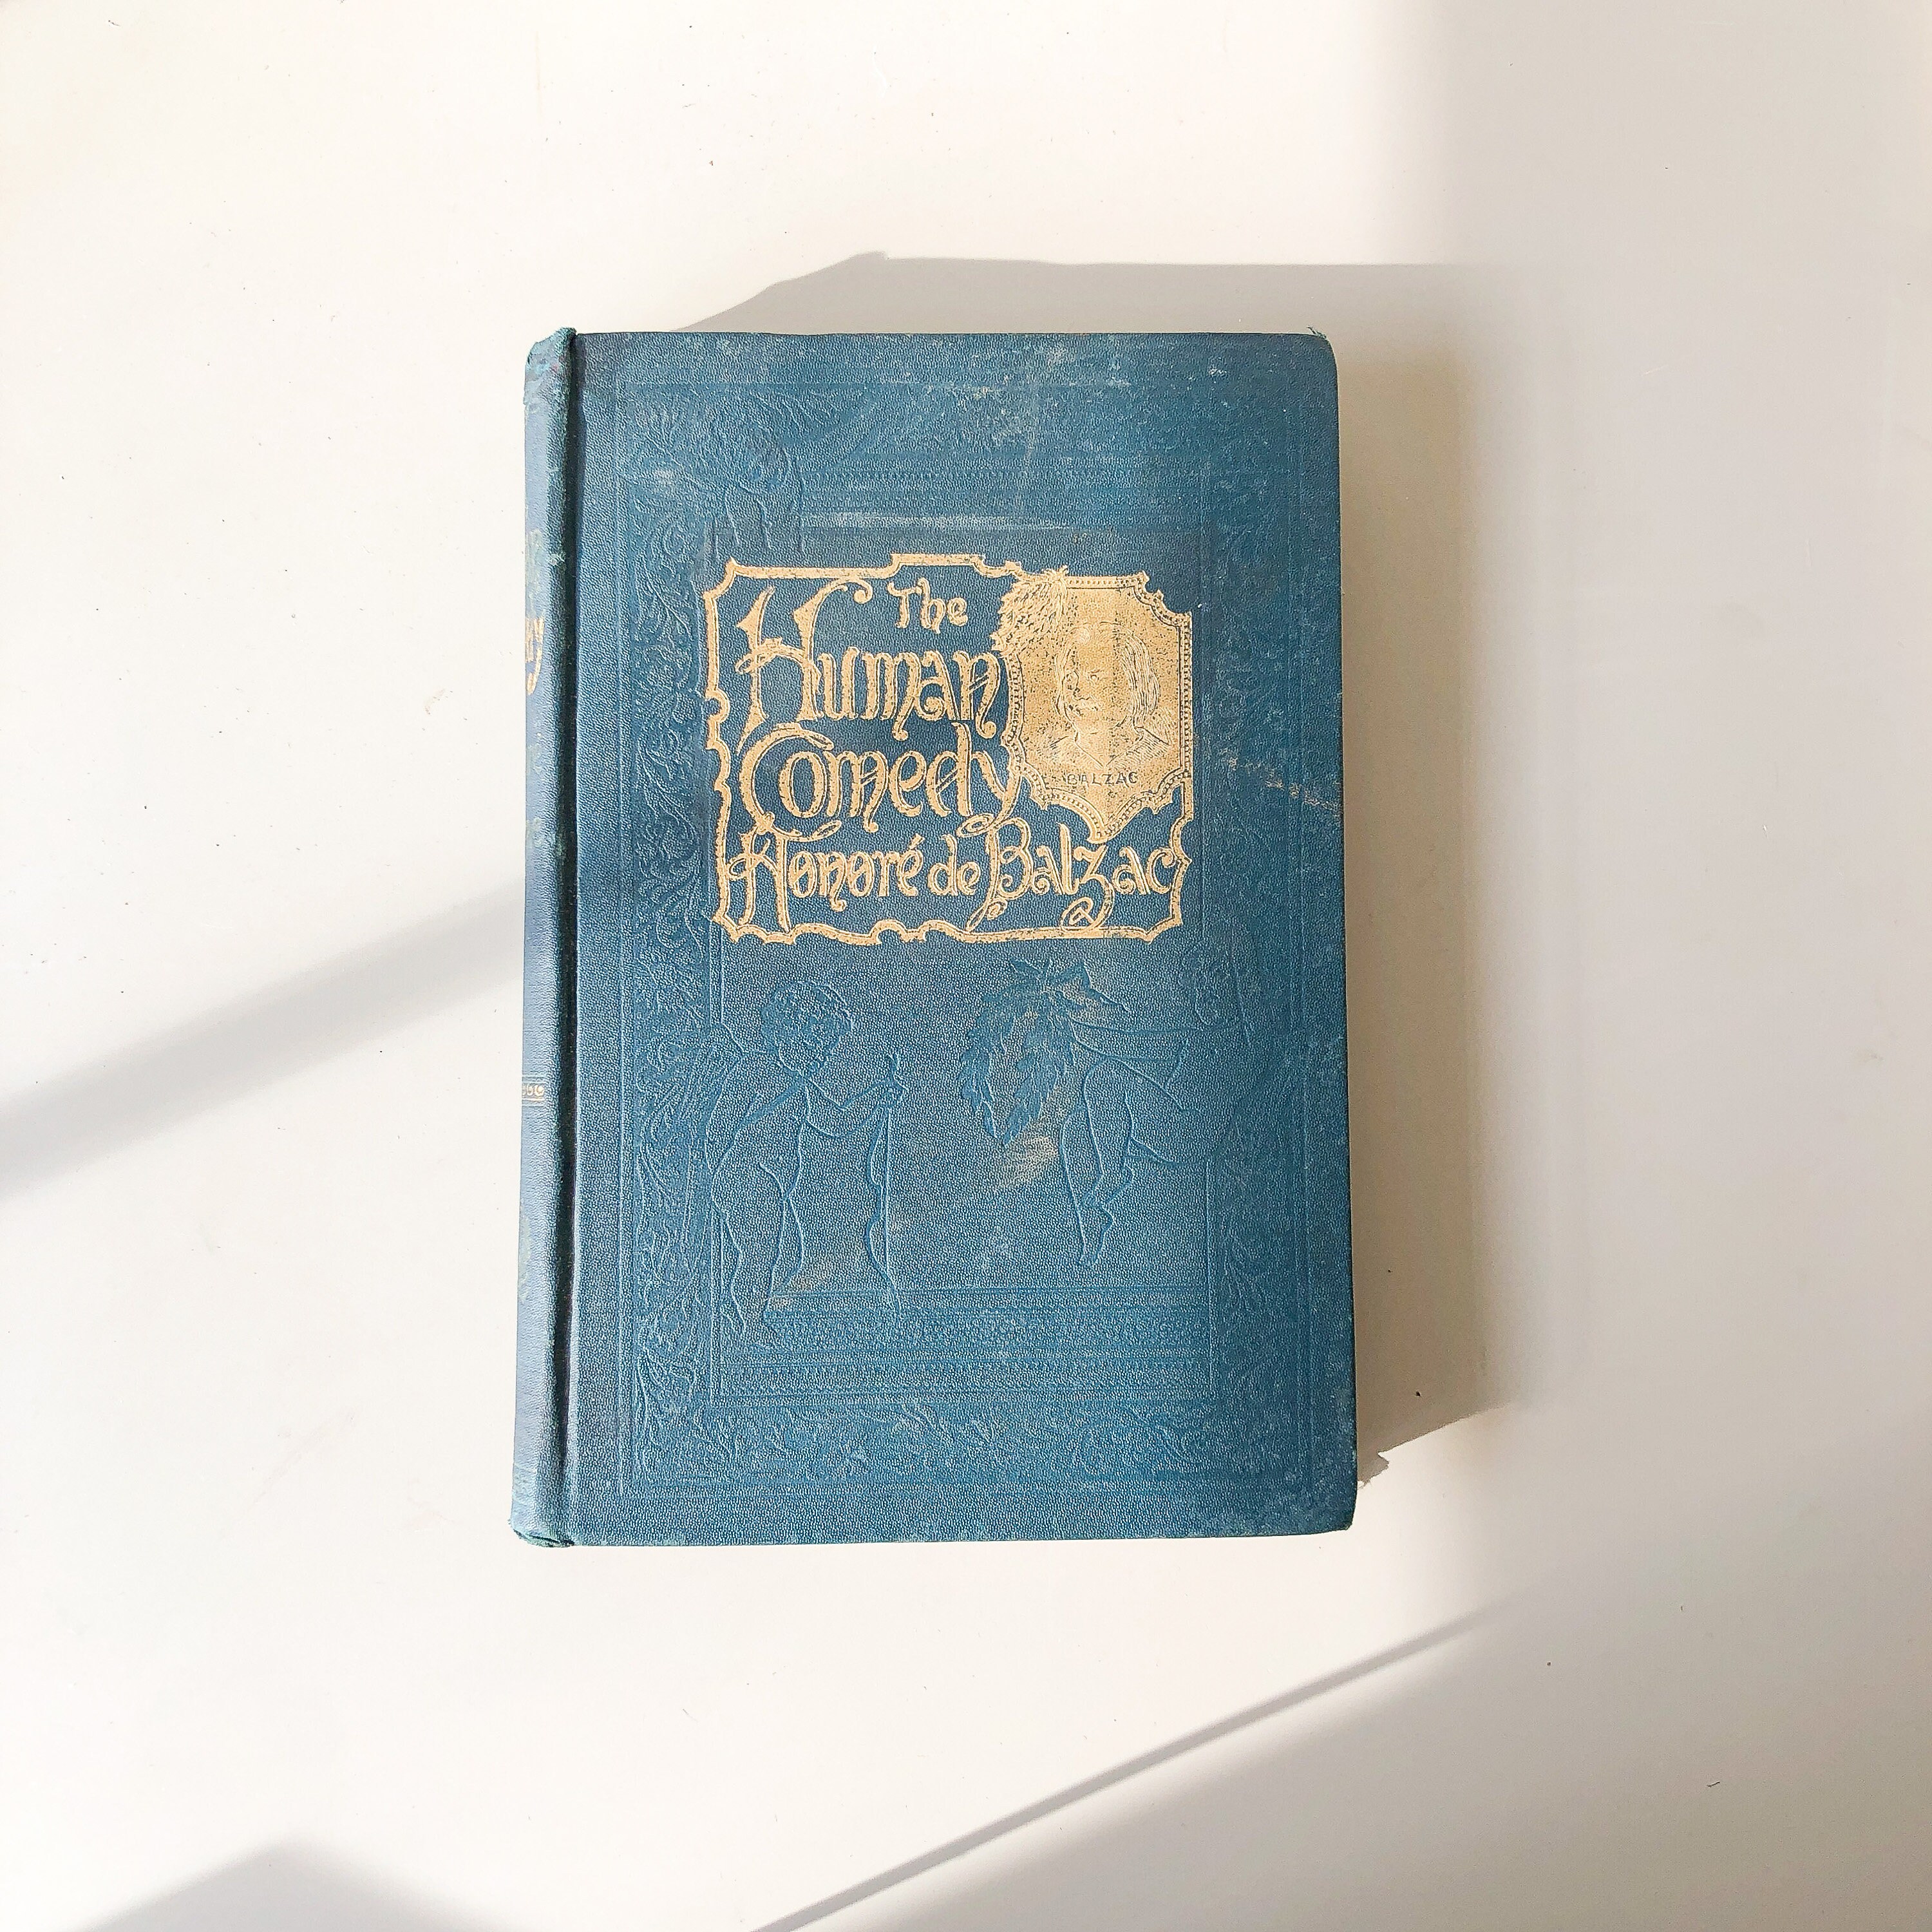 The
Human
Comedy
BALZAC
Honoré de Balzac